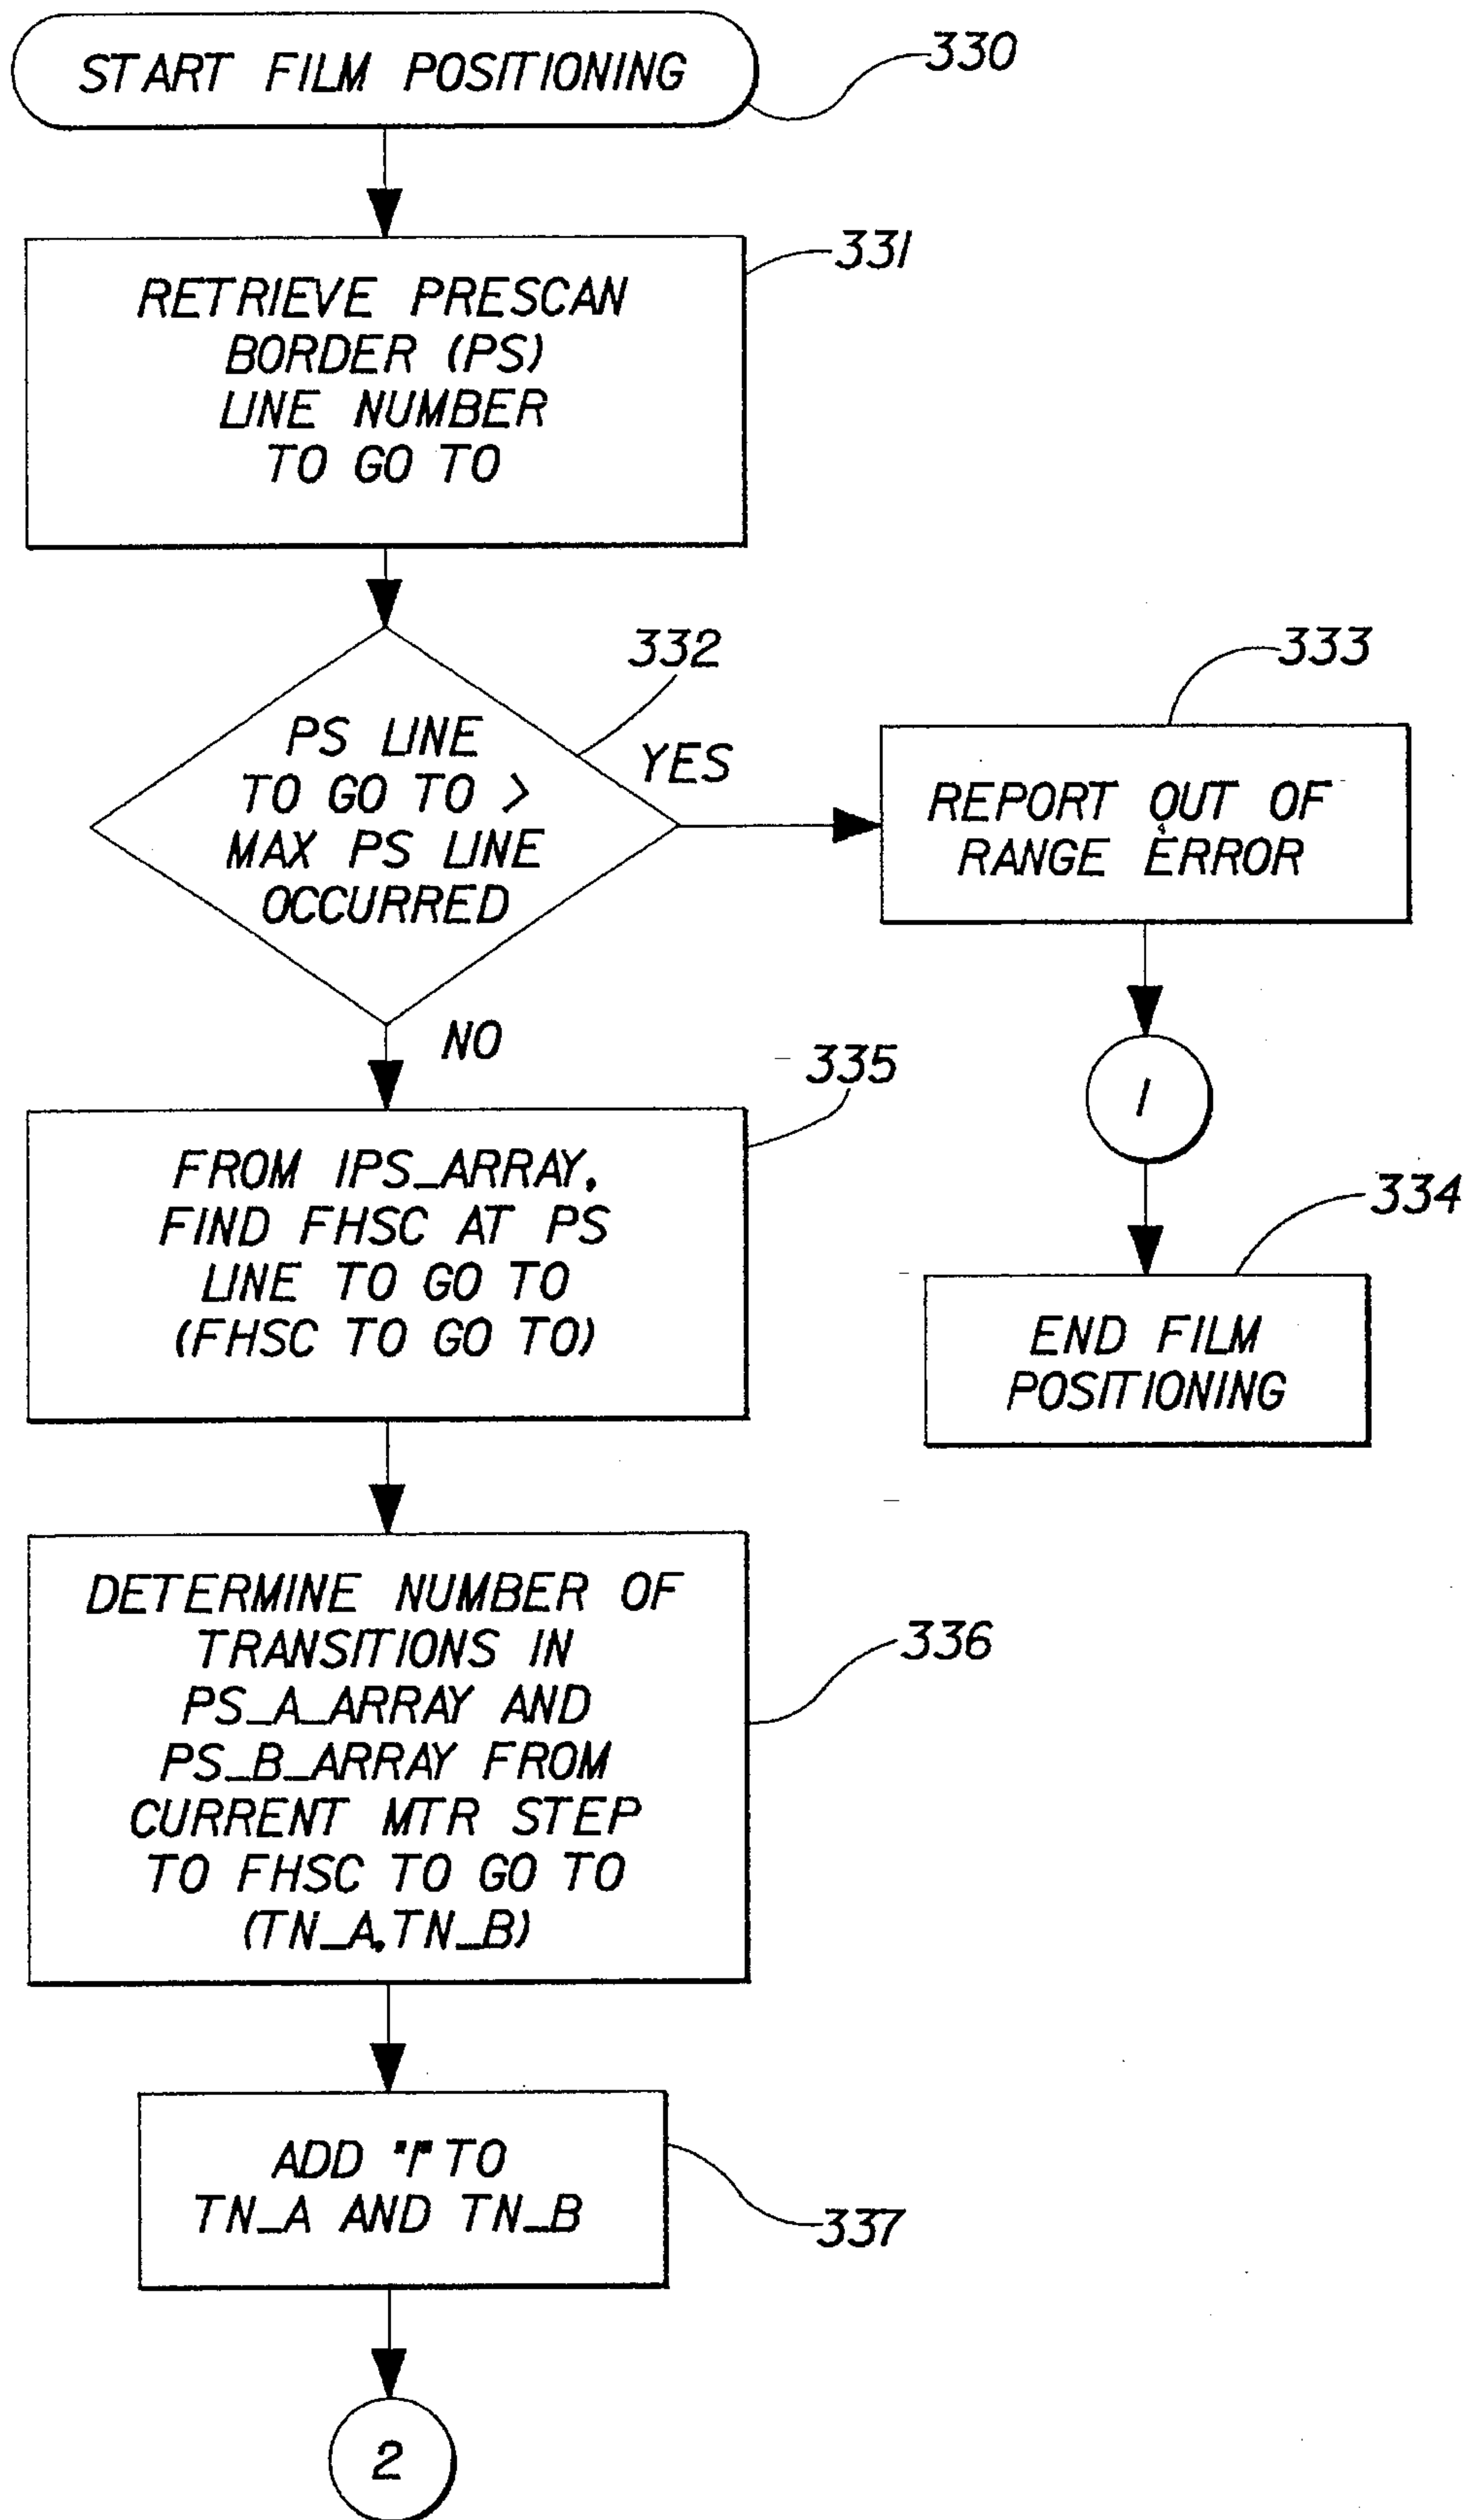 START FILM POSITIONING
330
RETRIEVE PRESCAN
BORDER (PS)
LINE NUMBER
TO GO TO
331
PS LINE
TO GO TO >
MAX PS LINE
OCCURRED
332
YES
NO
REPORT OUT OF
RANGE ERROR
333
1
END FILM
POSITIONING
334
FROM IPS_ARRAY,
FIND FHSC AT PS
LINE TO GO TO
(FHSC TO GO TO)
335
DETERMINE NUMBER OF
TRANSITIONS IN
PS_A_ARRAY AND
PS_B_ARRAY FROM
CURRENT MTR STEP
TO FHSC TO GO TO
(TN_A,TN_B)
336
ADD "1" TO
TN_A AND TN_B
337
2